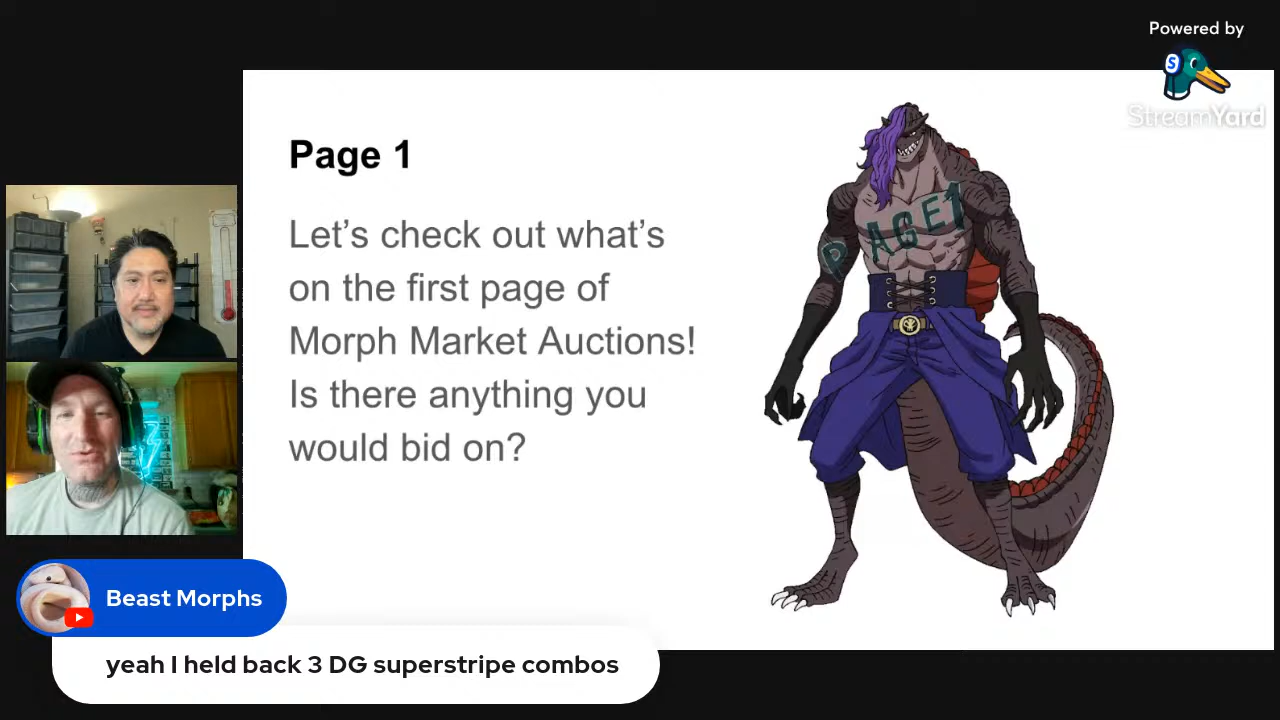 Powered by
S
StreamYard
Page 1
Let's check out what's
on the first page of
Morph Market Auctions!
Is there anything you
would bid on?
PAGE1
Beast Morphs
yeah I held back 3 DG superstripe combos